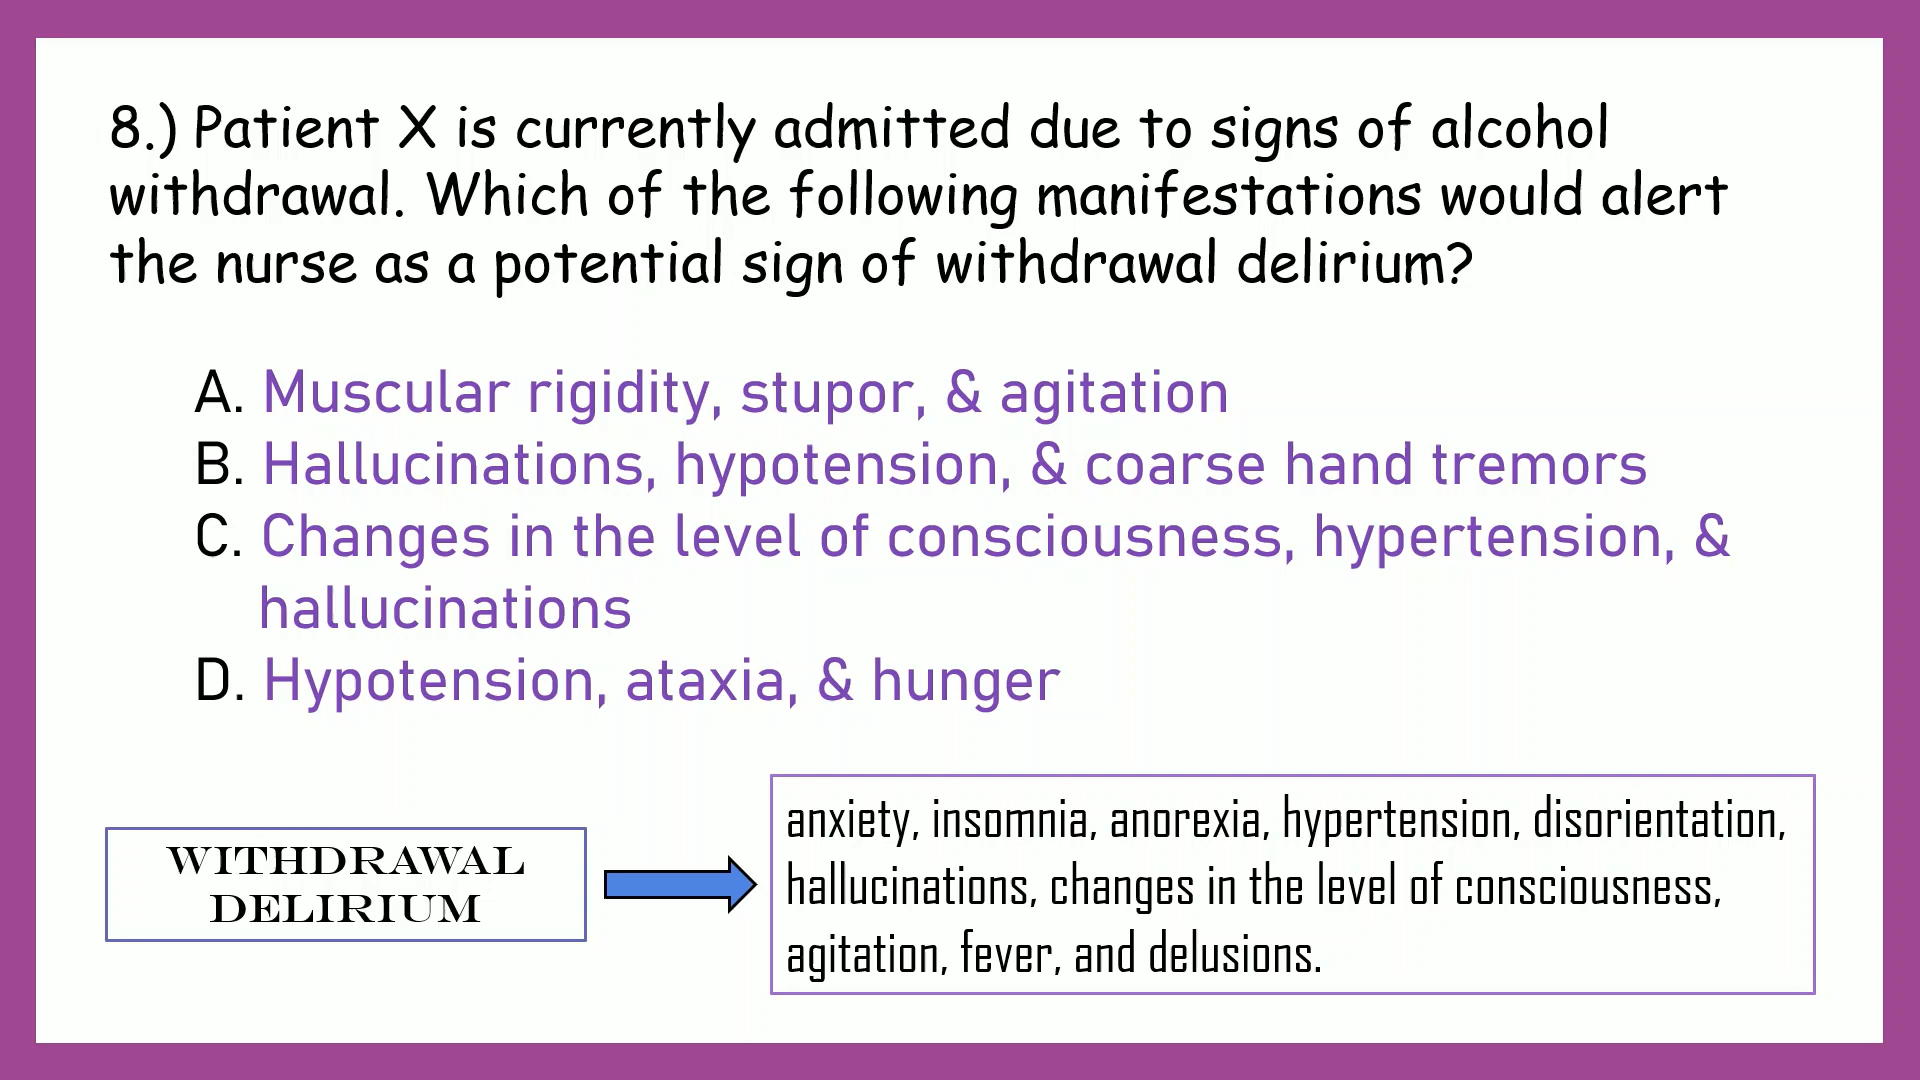 8.) Patient X is currently admitted due to signs of alcohol
withdrawal. Which of the following manifestations would alert
the nurse as a potential sign of withdrawal delirium?
A. Muscular rigidity, stupor, & agitation
B. Hallucinations, hypotension, & coarse hand tremors
C. Changes in the level of consciousness, hypertension, &
hallucinations
D. Hypotension, ataxia, & hunger
WITHDRAWAL
DELIRIUM
anxiety, insomnia, anorexia, hypertension, disorientation,
hallucinations, changes in the level of consciousness,
agitation, fever, and delusions.